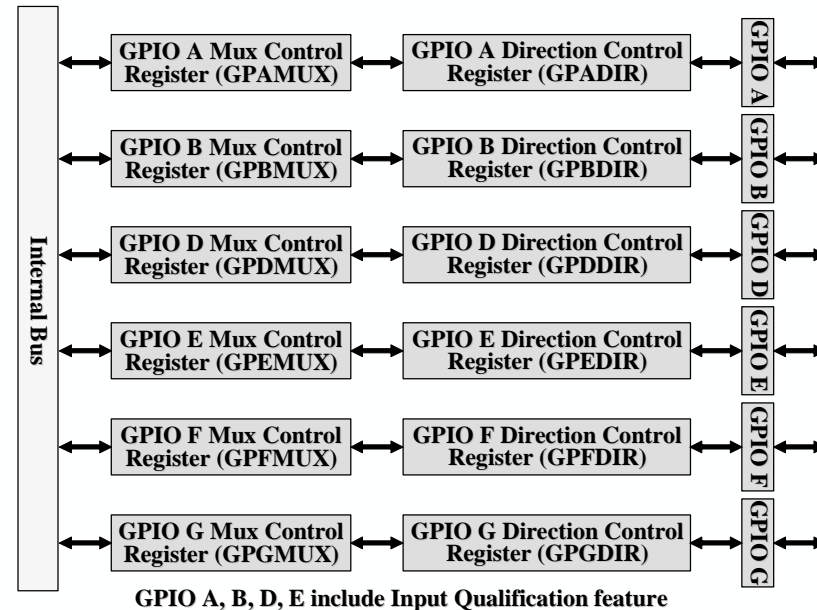 Internal Bus
GPIO A Mux Control
Register (GPAMUX)
GPIO A Direction Control
Register (GPADIR)
GPIO A
GPIO B Mux Control
Register (GPBMUX)
GPIO B Direction Control
Register (GPBDIR)
GPIO B
GPIO D Mux Control
Register (GPDMUX)
GPIO D Direction Control
Register (GPDDIR)
GPIO D
GPIO E Mux Control
Register (GPEMUX)
GPIO E Direction Control
Register (GPEDIR)
GPIO E
GPIO F Mux Control
Register (GPFMUX)
GPIO F Direction Control
Register (GPFDIR)
GPIO F
GPIO G Mux Control
Register (GPGMUX)
GPIO G Direction Control
Register (GPGDIR)
GPIO G
GPIO A, B, D, E include Input Qualification feature